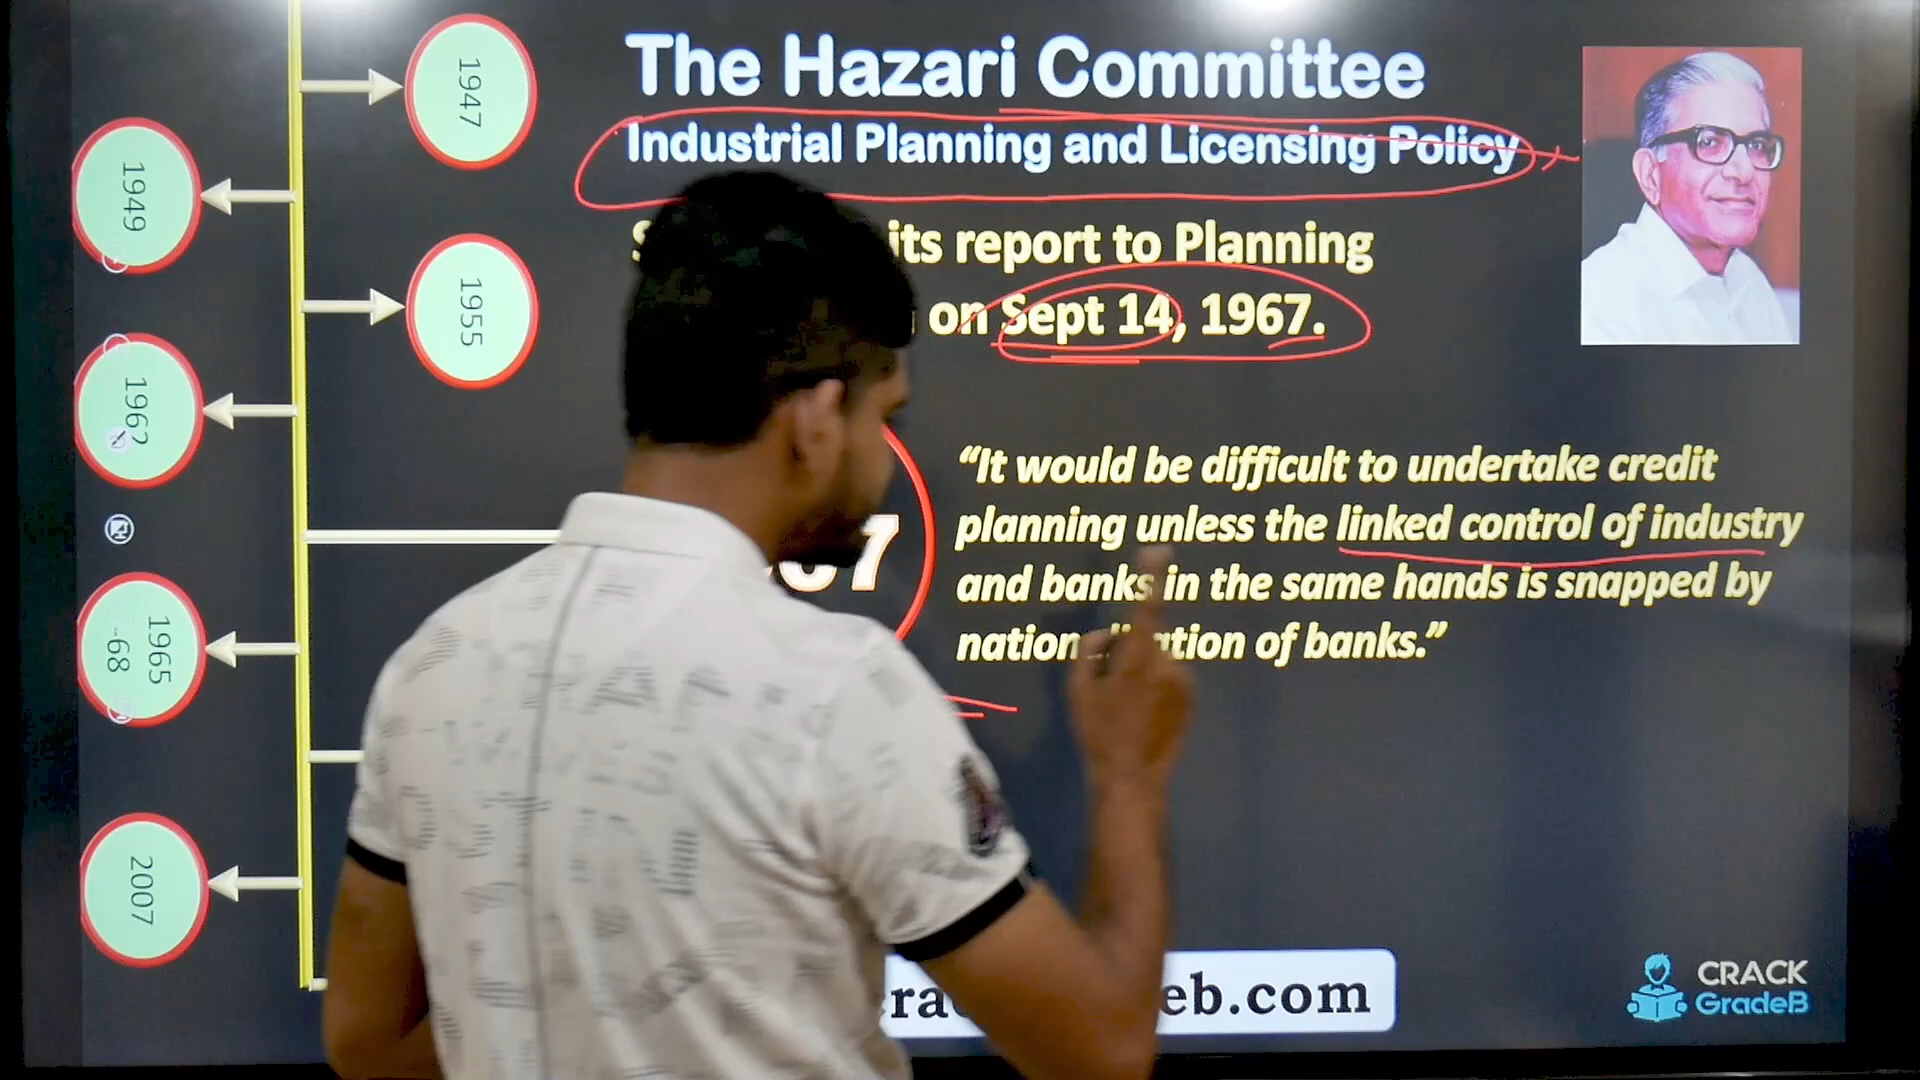 The Hazari Committee
Industrial Planning and Licensing Policy
its report to Planning
on Sept 14, 1967.
“It would be difficult to undertake credit
planning unless the linked control of industry
and banks in the same hands is snapped by
of banks.”
1947
1949
1955
1962
1965
-68
2007
eb.com
CRACK
GradeB